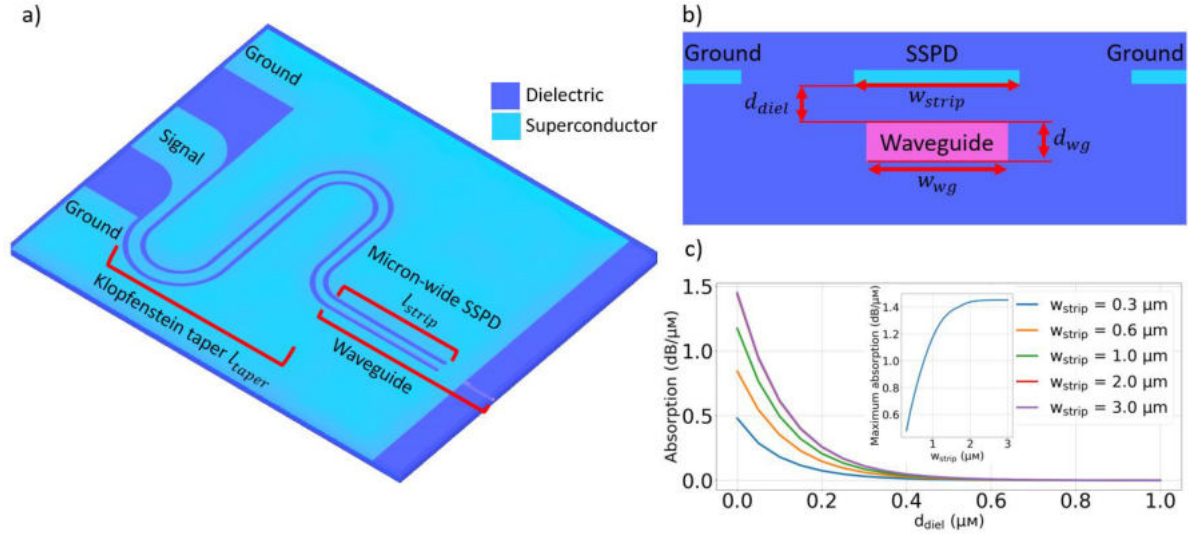 a)
Ground
Signal
Ground
Klopfenstein taper l_taper
Micron-wide SSPD
l_strip
Waveguide
Dielectric
Superconductor
b)
Ground
SSPD
Ground
d_diel
w_strip
Waveguide
d_wg
w_wg
c)
Absorption (dB/μм)
1.5
1.0
0.5
0.0
0.0
0.2
0.4
0.6
0.8
1.0
d_diel (μм)
Maximum absorption (dB/μм)
1.4
1.2
1.0
0.8
0.6
1
2
3
w_strip (μм)
w_strip = 0.3 μm
w_strip = 0.6 μm
w_strip = 1.0 μm
w_strip = 2.0 μm
w_strip = 3.0 μm